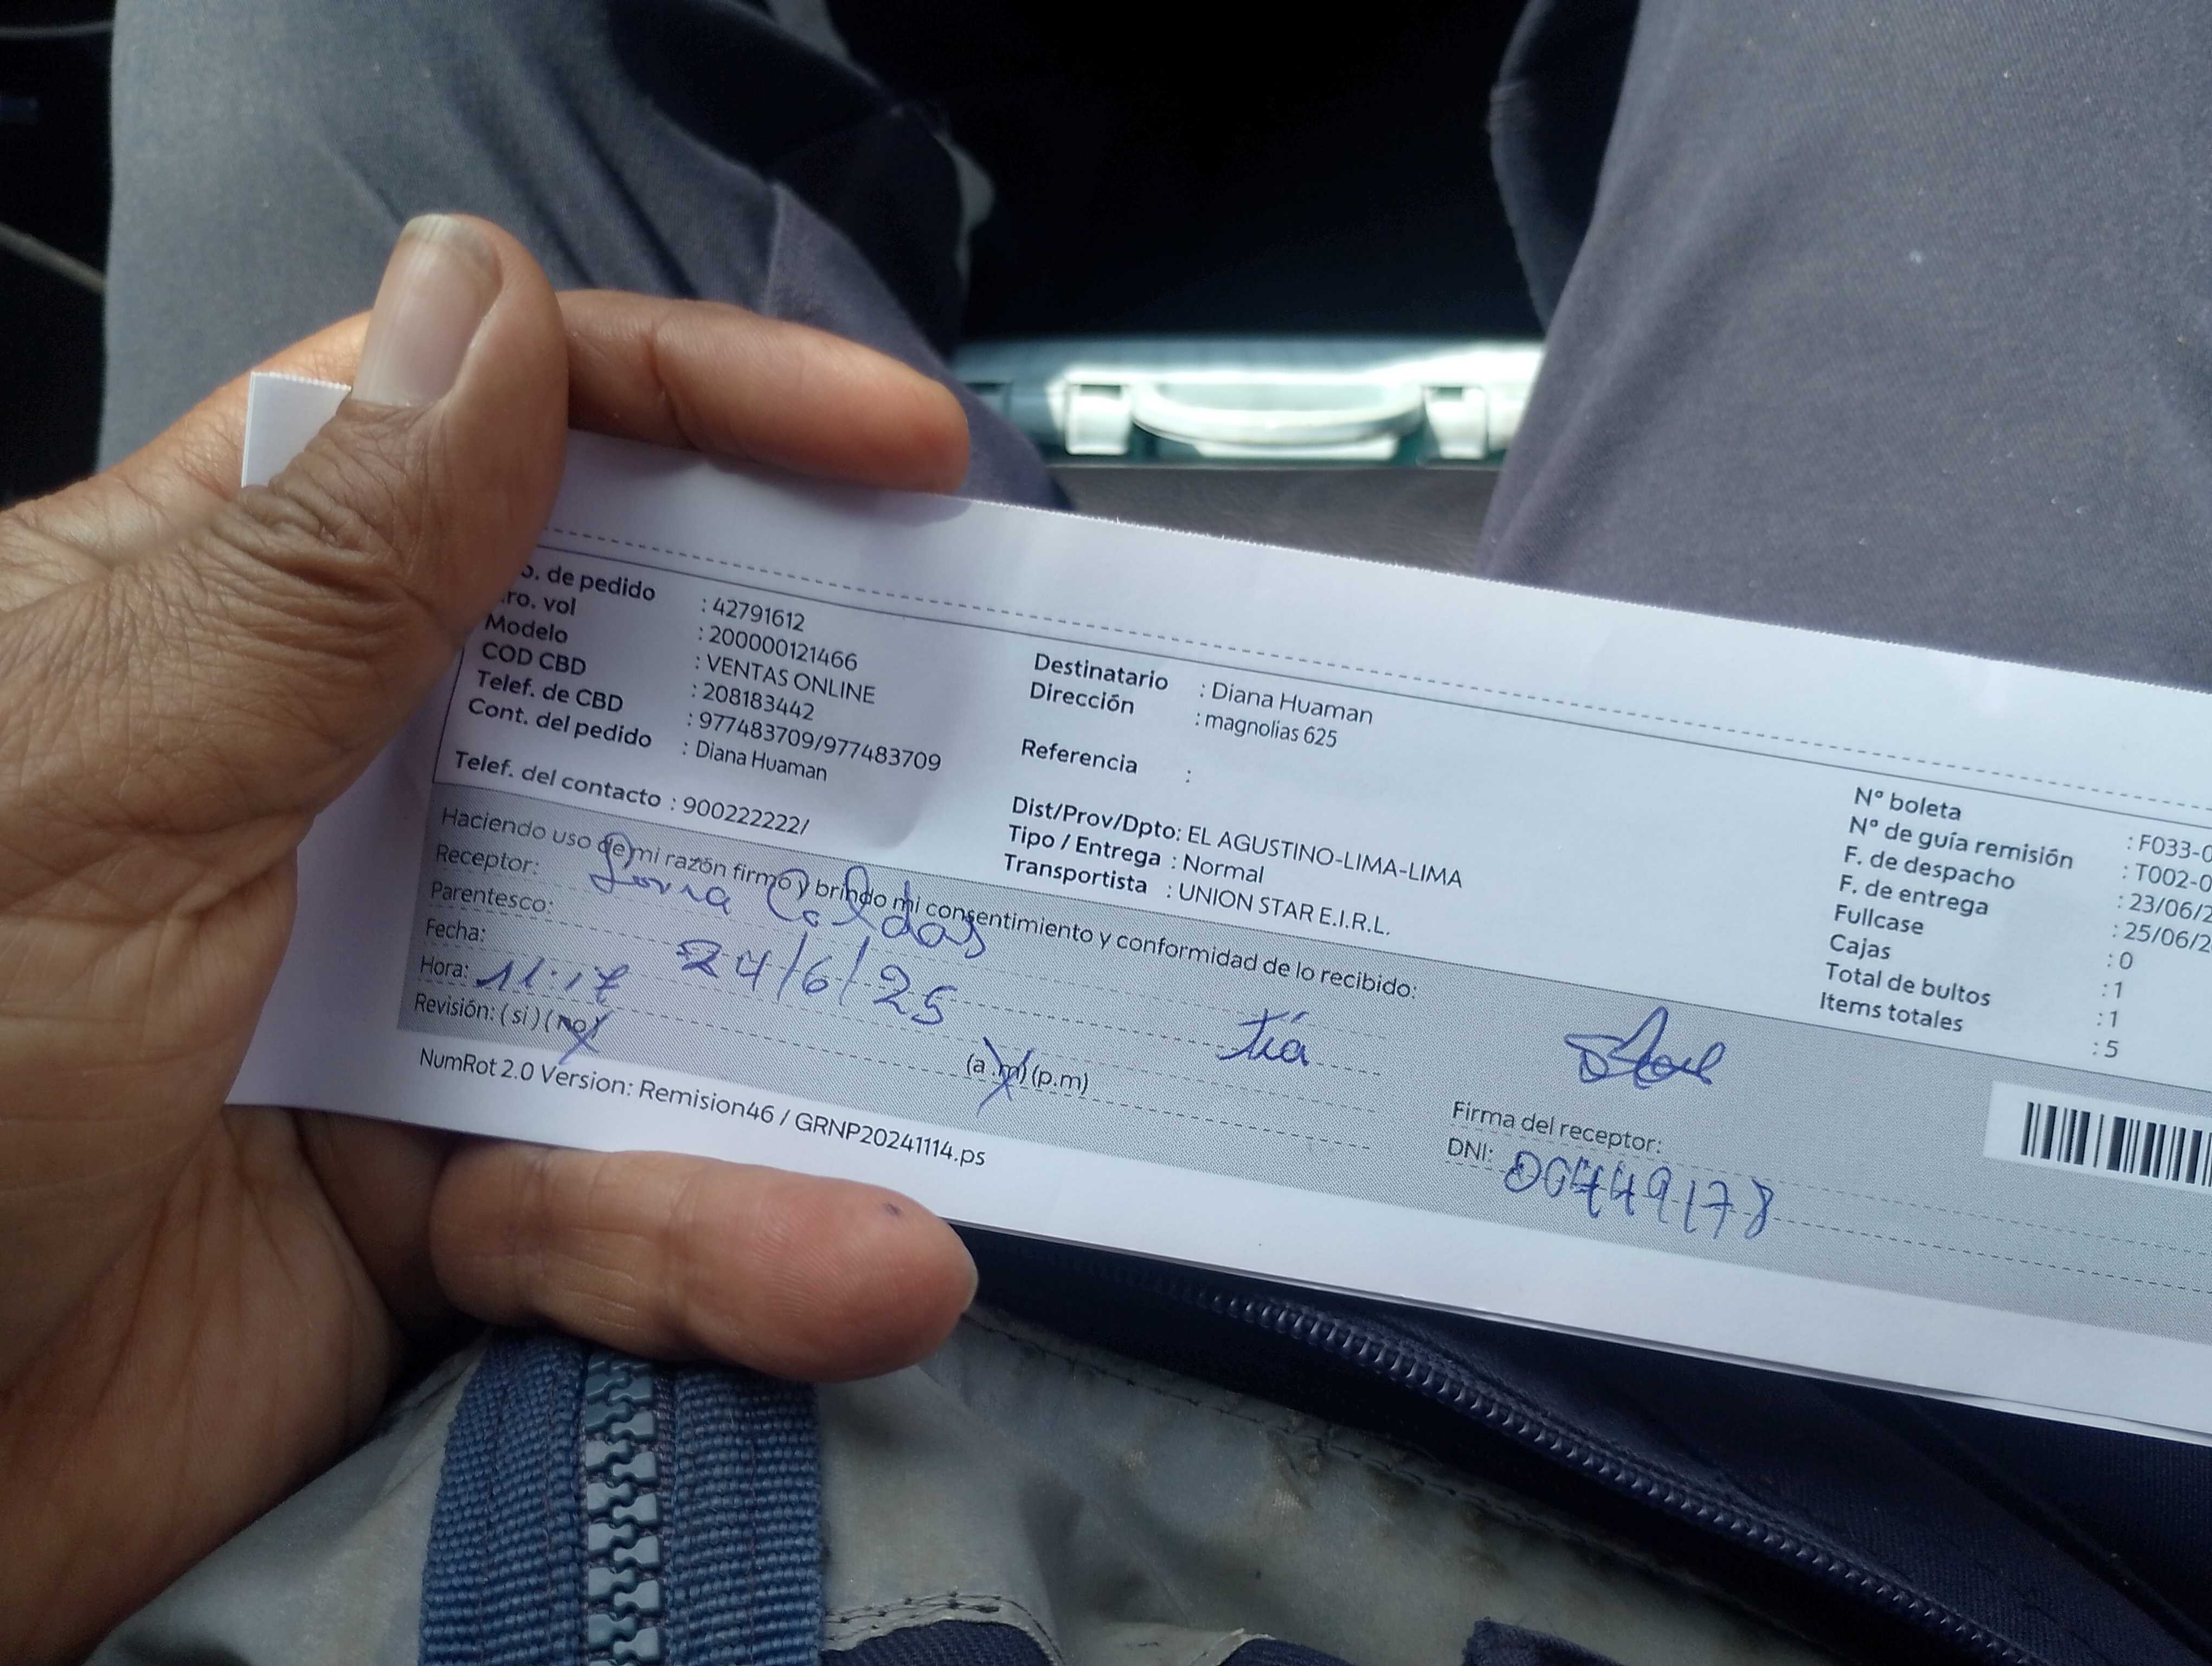 o. de pedido : 42791612
ro. vol : 200000121466
Modelo : VENTAS ONLINE
COD CBD : 208183442
Telef. de CBD : 977483709/977483709
Cont. del pedido : Diana Huaman
Telef. del contacto : 900222222/
Destinatario : Diana Huaman
Dirección : magnolias 625
Referencia :
Dist/Prov/Dpto: EL AGUSTINO-LIMA-LIMA
Tipo / Entrega : Normal
Transportista : UNION STAR E.I.R.L.
N° boleta : F033-0
N° de guía remisión : T002-0
F. de despacho : 23/06/2
F. de entrega : 25/06/2
Fullcase : 0
Cajas : 1
Total de bultos : 1
Items totales : 5
Haciendo uso de mi razón firmo y brindo mi consentimiento y conformidad de lo recibido:
Receptor:
Parentesco: tía
Fecha: 24/6/25
Hora: 11:17 (a.m) (p.m)
Revisión: (si) (no)
Firma del receptor:
DNI:
NumRot 2.0 Version: Remision46 / GRNP20241114.ps